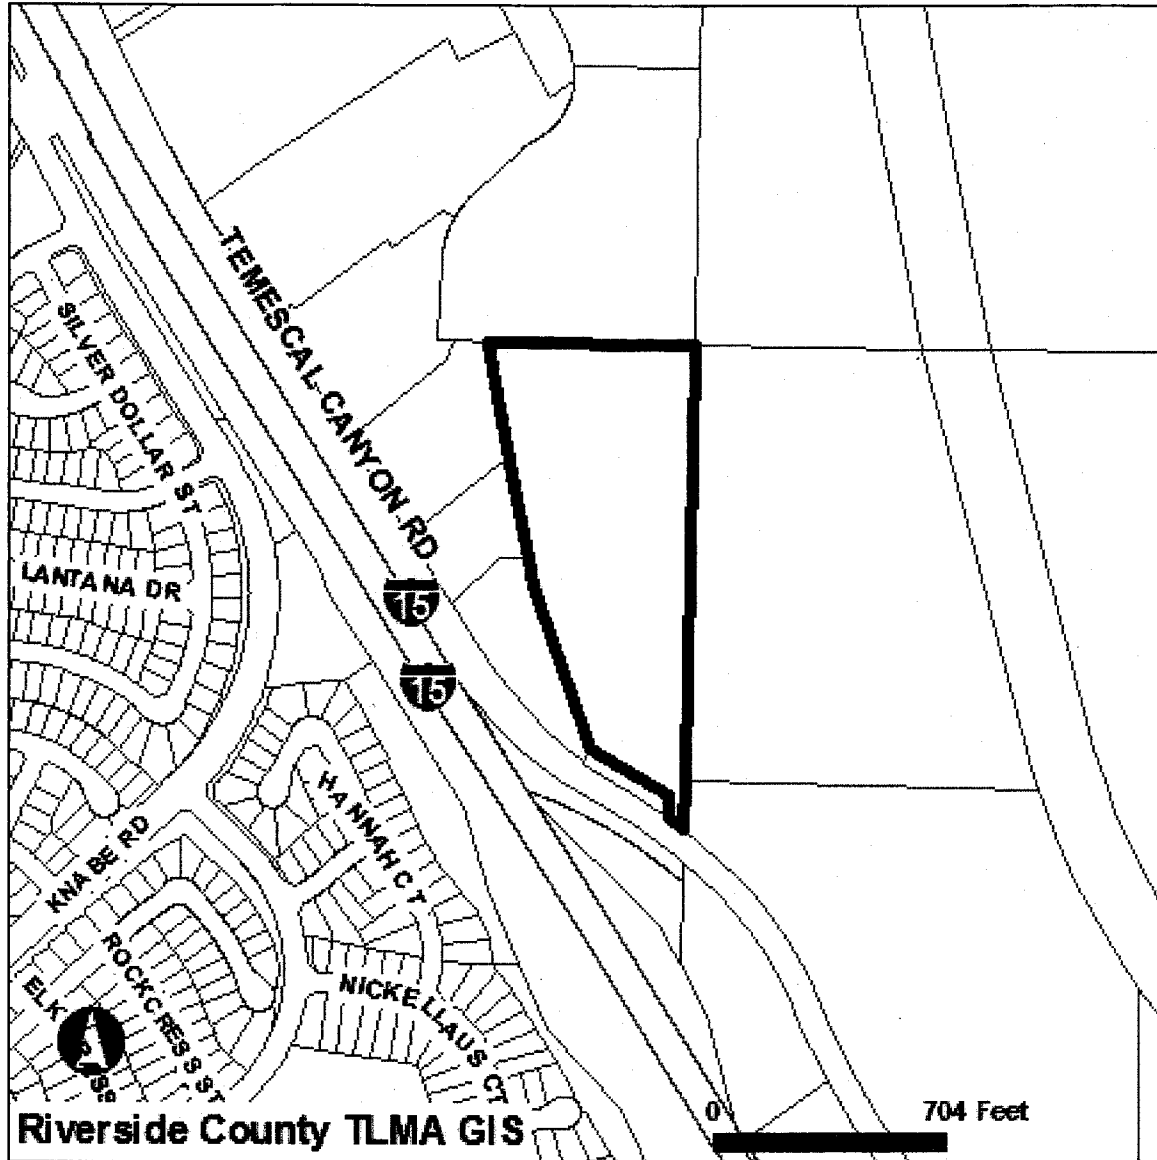 TEMESCAL CANYON RD
SILVER DOLLAR ST
LANTANA DR
15
15
HANNAH CT
KNABE RD
ROCKCRESS ST
ELK
NICKELLAUS CT
0 704 Feet
Riverside County TLMA GIS